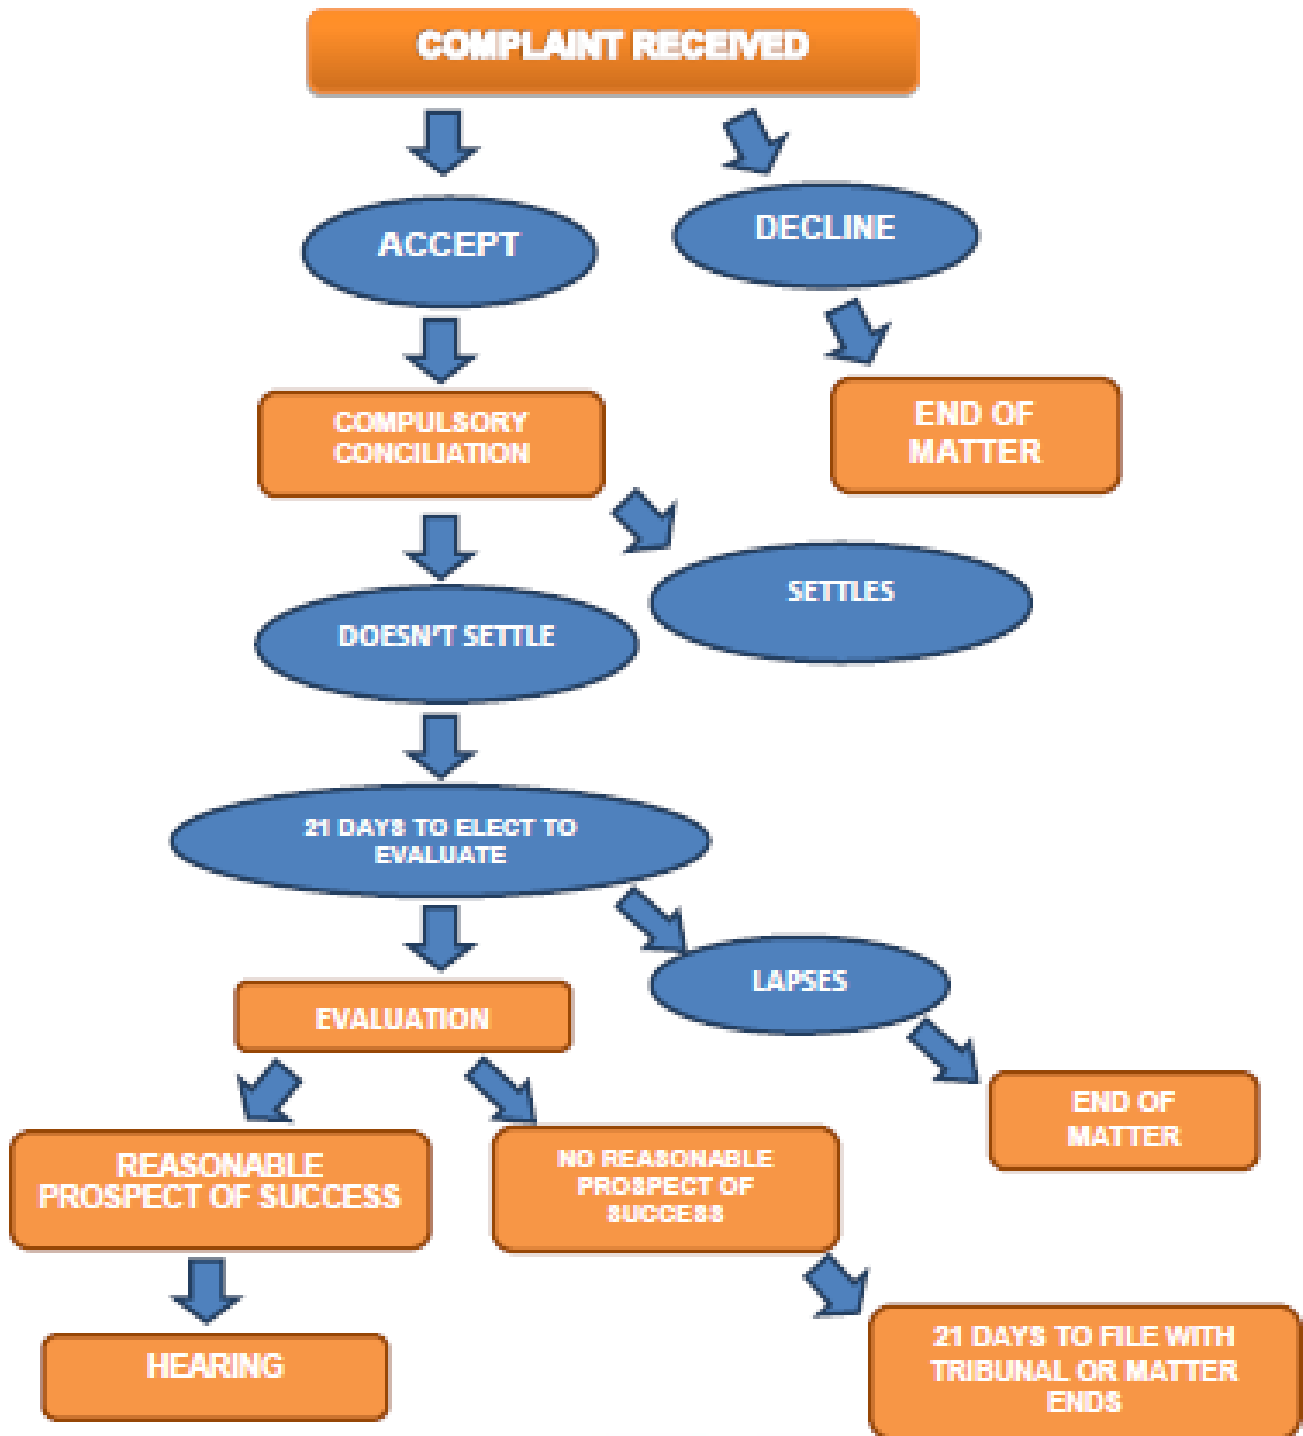 COMPLAINT RECEIVED
ACCEPT
DECLINE
COMPULSORY
CONCILIATION
END OF
MATTER
SETTLES
DOESN'T SETTLE
21 DAYS TO ELECT TO
EVALUATE
LAPSES
EVALUATION
END OF
MATTER
REASONABLE
PROSPECT OF SUCCESS
NO REASONABLE
PROSPECT OF
SUCCESS
HEARING
21 DAYS TO FILE WITH
TRIBUNAL OR MATTER
ENDS